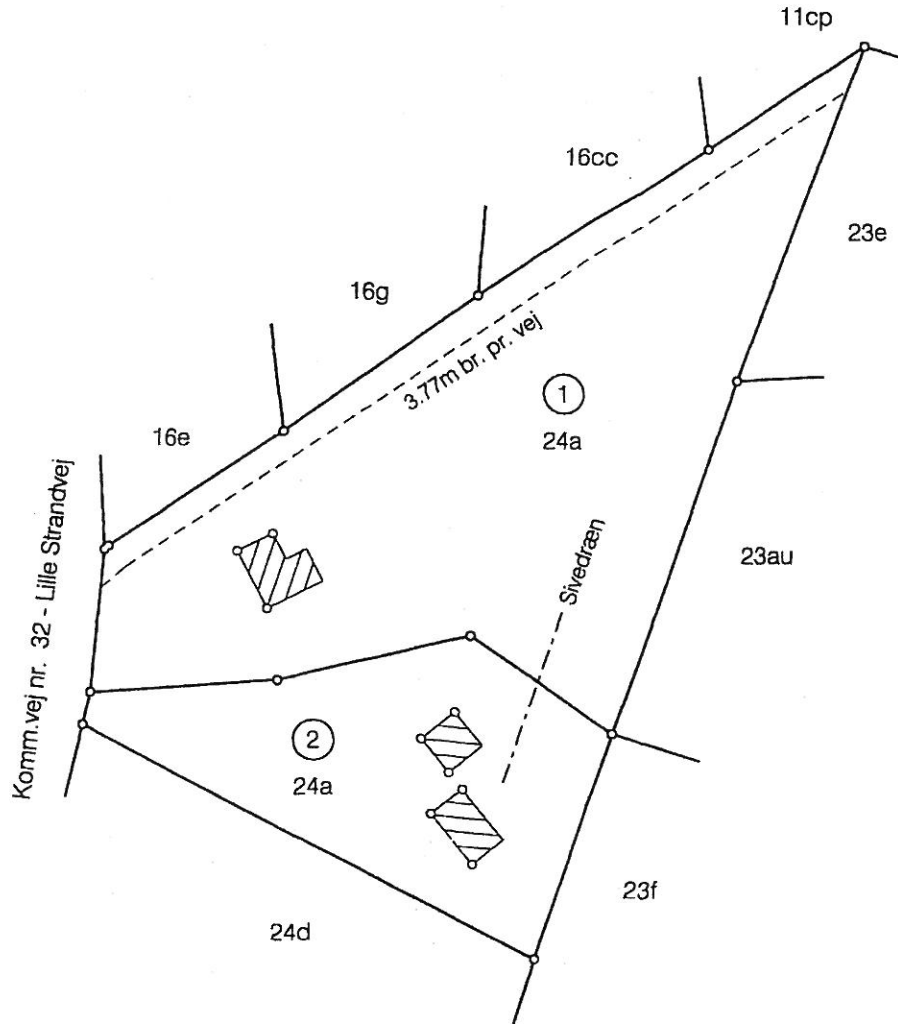 11cp
16cc
23e
16g
3.77m br. pr. vej
1
24a
16e
Komm.vej nr. 32 - Lille Strandvej
Sivedræn
23au
2
24a
23f
24d